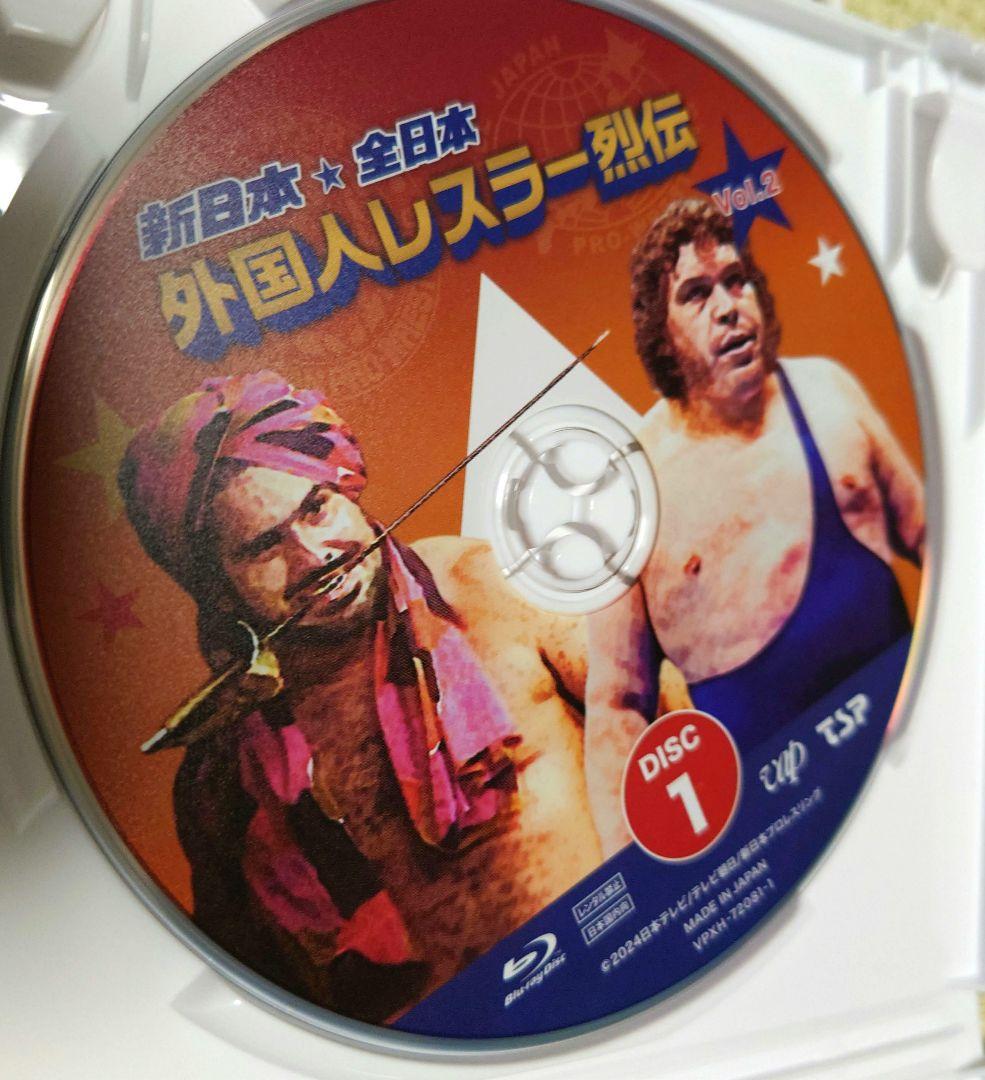 新日本★全日本
外国人レスラー烈伝
Vol.2
JAPAN
DISC
1
vap TSP
レンタル禁止
日本国内向
Blu-ray Disc
©2024日本テレビ/テレビ朝日/新日本プロレスリング
MADE IN JAPAN
VPXH-72081-1